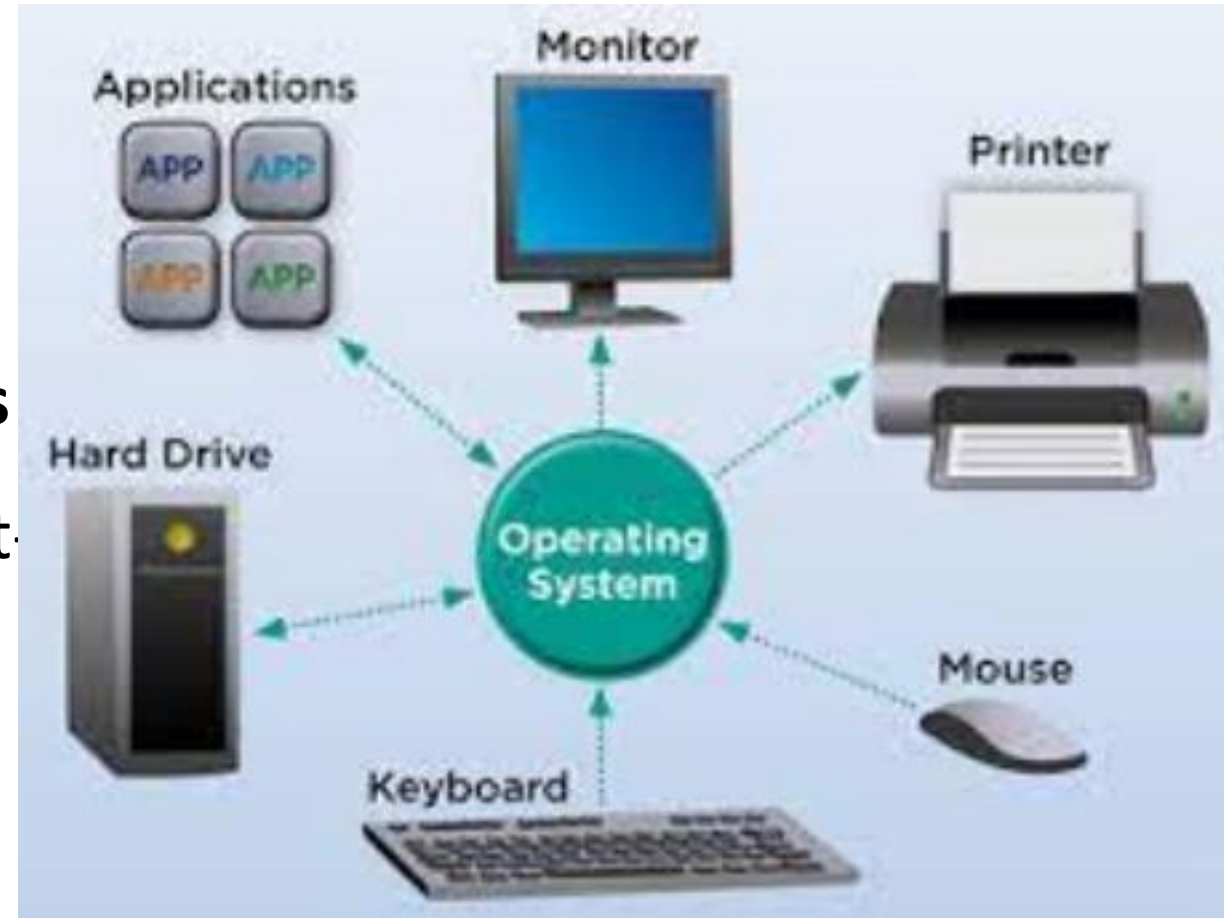 Monitor
Applications
APP APP
APP APP
Printer
s
Hard Drive
t-
Operating
System
Mouse
Keyboard